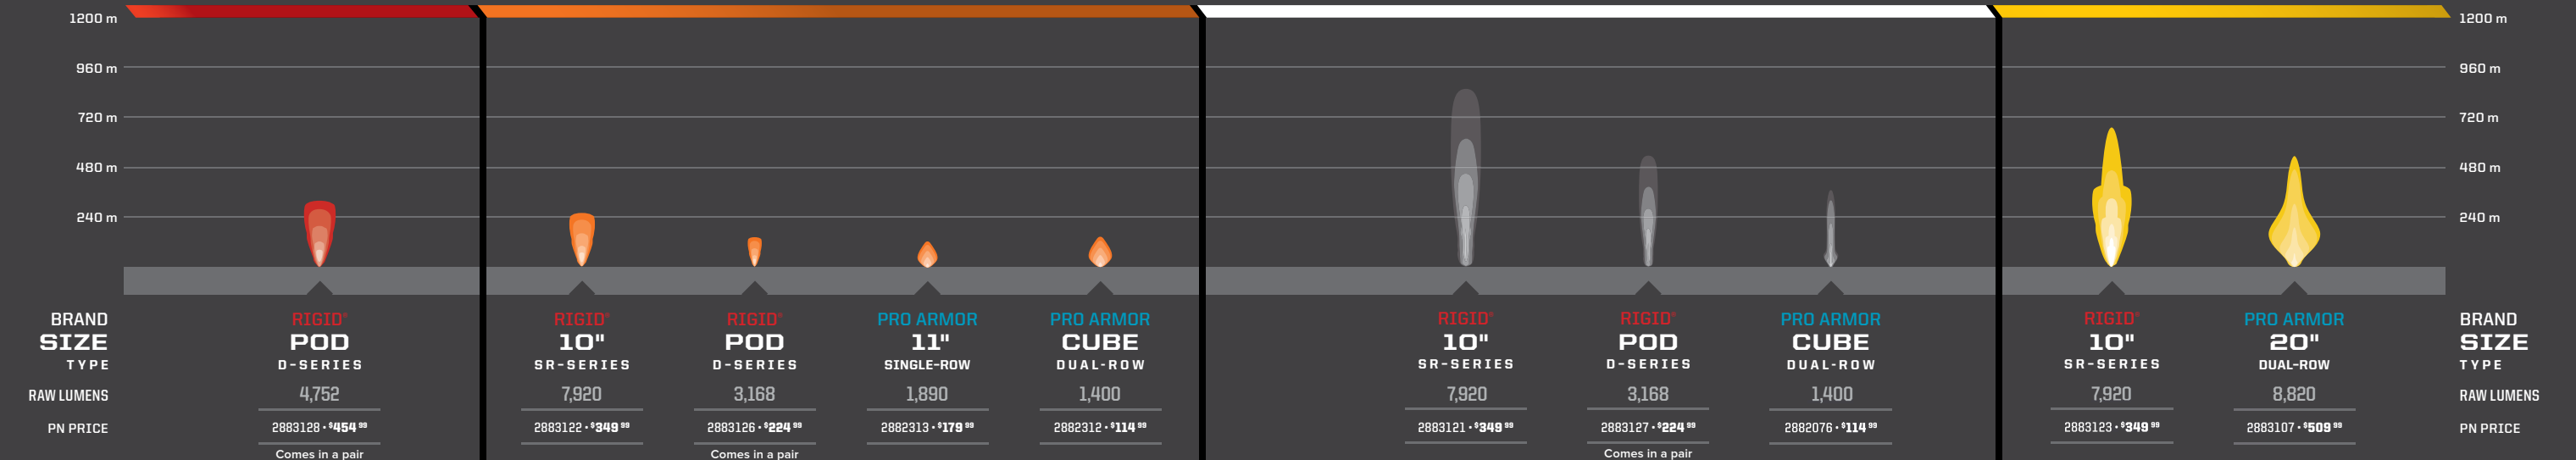 1200 m
1200 m
960 m
960 m
720 m
720 m
480 m
480 m
240 m
240 m
BRAND
RIGID®
RIGID®
RIGID®
PRO ARMOR
PRO ARMOR
RIGID®
RIGID®
PRO ARMOR
RIGID®
PRO ARMOR
BRAND
SIZE
POD
10"
POD
11"
CUBE
10"
POD
CUBE
10"
20"
SIZE
TYPE
D-SERIES
SR-SERIES
D-SERIES
SINGLE-ROW
DUAL-ROW
SR-SERIES
D-SERIES
DUAL-ROW
SR-SERIES
DUAL-ROW
TYPE
RAW LUMENS
4,752
7,920
3,168
1,890
1,400
7,920
3,168
1,400
7,920
8,820
RAW LUMENS
PN PRICE
2883128 • $454 99
2883122 • $349 99
2883126 • $224 99
2882313 • $179 99
2882312 • $114 99
2883121 • $349 99
2883127 • $224 99
2882076 • $114 99
2883123 • $349 99
2883107 • $509 99
PN PRICE
Comes in a pair
Comes in a pair
Comes in a pair